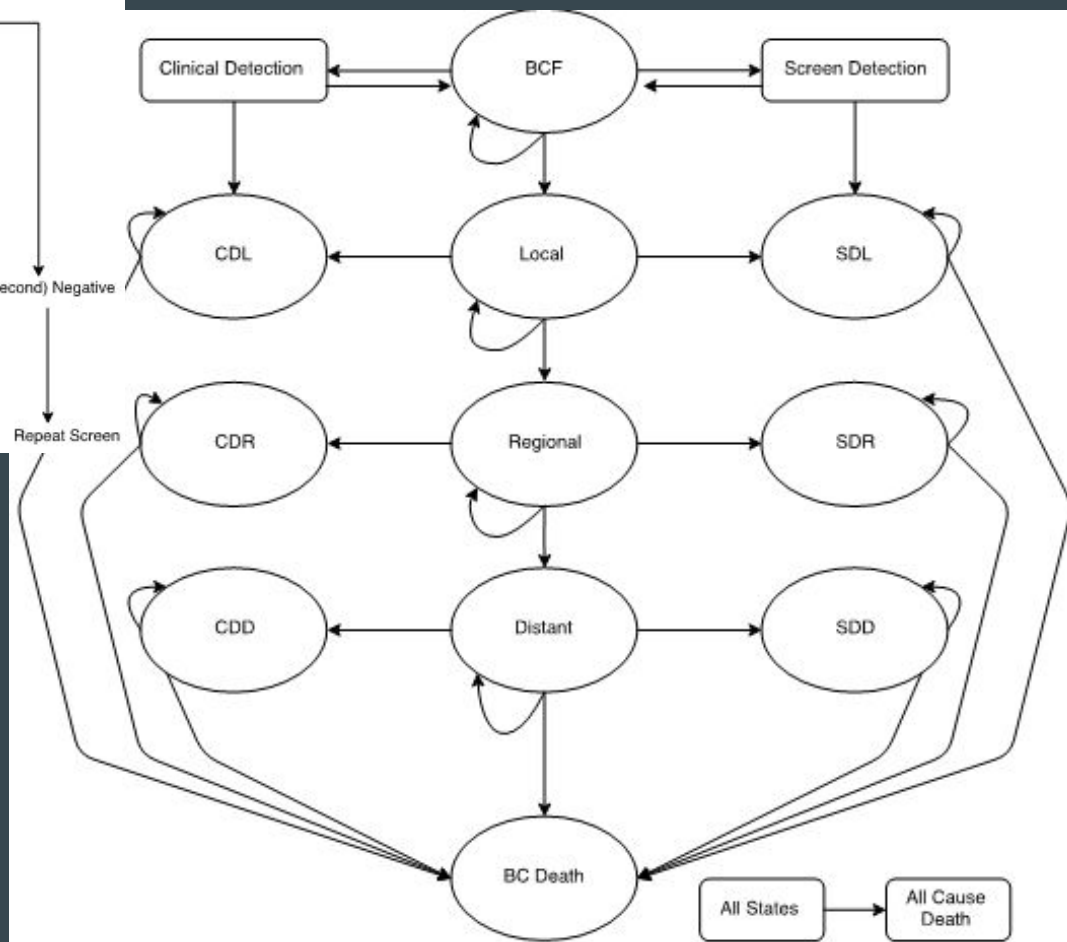 Clinical Detection
BCF
Screen Detection
CDL
Local
SDL
econd) Negative
Repeat Screen
CDR
Regional
SDR
CDD
Distant
SDD
BC Death
All States
All Cause
Death